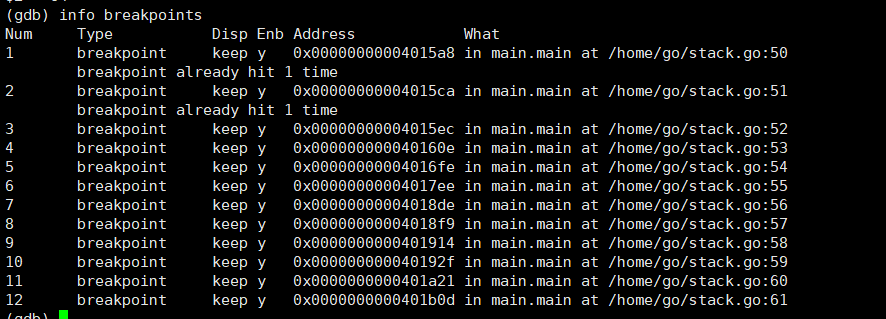 (gdb) info breakpoints
Num     Type           Disp Enb Address            What
1       breakpoint     keep y   0x00000000004015a8 in main.main at /home/go/stack.go:50
        breakpoint already hit 1 time
2       breakpoint     keep y   0x00000000004015ca in main.main at /home/go/stack.go:51
        breakpoint already hit 1 time
3       breakpoint     keep y   0x00000000004015ec in main.main at /home/go/stack.go:52
4       breakpoint     keep y   0x000000000040160e in main.main at /home/go/stack.go:53
5       breakpoint     keep y   0x00000000004016fe in main.main at /home/go/stack.go:54
6       breakpoint     keep y   0x00000000004017ee in main.main at /home/go/stack.go:55
7       breakpoint     keep y   0x00000000004018de in main.main at /home/go/stack.go:56
8       breakpoint     keep y   0x00000000004018f9 in main.main at /home/go/stack.go:57
9       breakpoint     keep y   0x0000000000401914 in main.main at /home/go/stack.go:58
10      breakpoint     keep y   0x000000000040192f in main.main at /home/go/stack.go:59
11      breakpoint     keep y   0x0000000000401a21 in main.main at /home/go/stack.go:60
12      breakpoint     keep y   0x0000000000401b0d in main.main at /home/go/stack.go:61
(gdb)